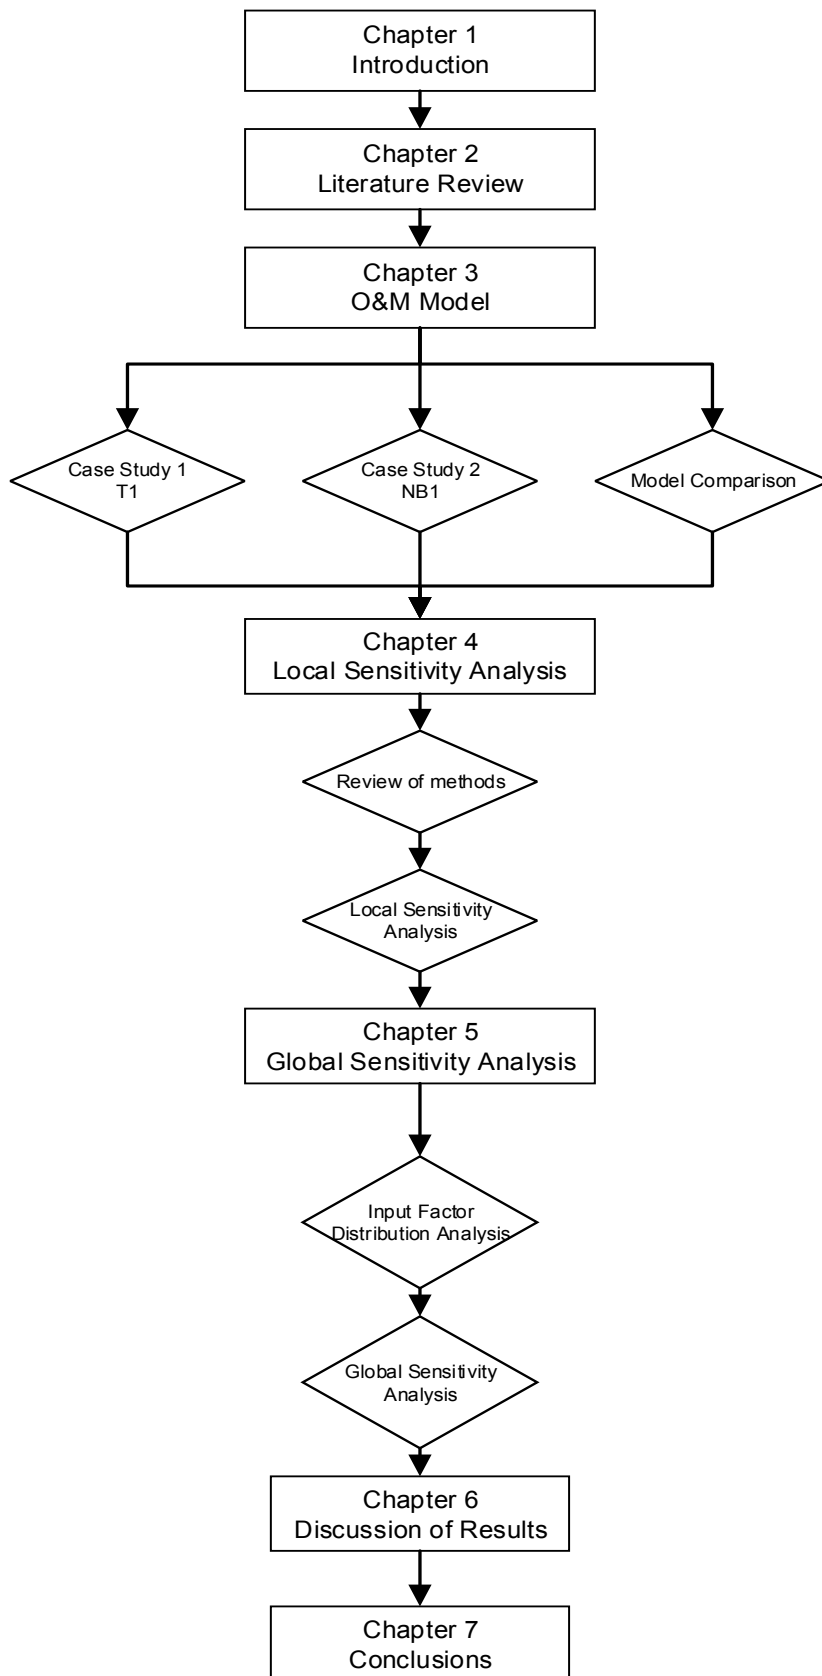 Chapter 1
Introduction
Chapter 2
Literature Review
Chapter 3
O&M Model
Case Study 1
T1
Case Study 2
NB1
Model Comparison
Chapter 4
Local Sensitivity Analysis
Review of methods
Local Sensitivity
Analysis
Chapter 5
Global Sensitivity Analysis
Input Factor
Distribution Analysis
Global Sensitivity
Analysis
Chapter 6
Discussion of Results
Chapter 7
Conclusions